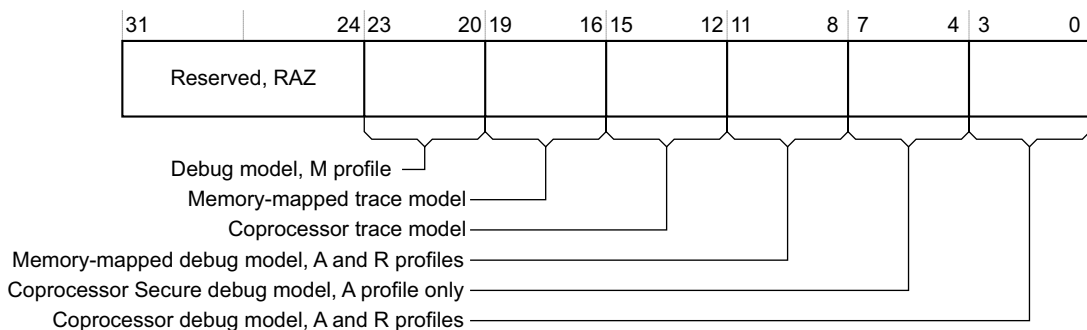 31 24 23 20 19 16 15 12 11 8 7 4 3 0
Reserved, RAZ
Debug model, M profile
Memory-mapped trace model
Coprocessor trace model
Memory-mapped debug model, A and R profiles
Coprocessor Secure debug model, A profile only
Coprocessor debug model, A and R profiles